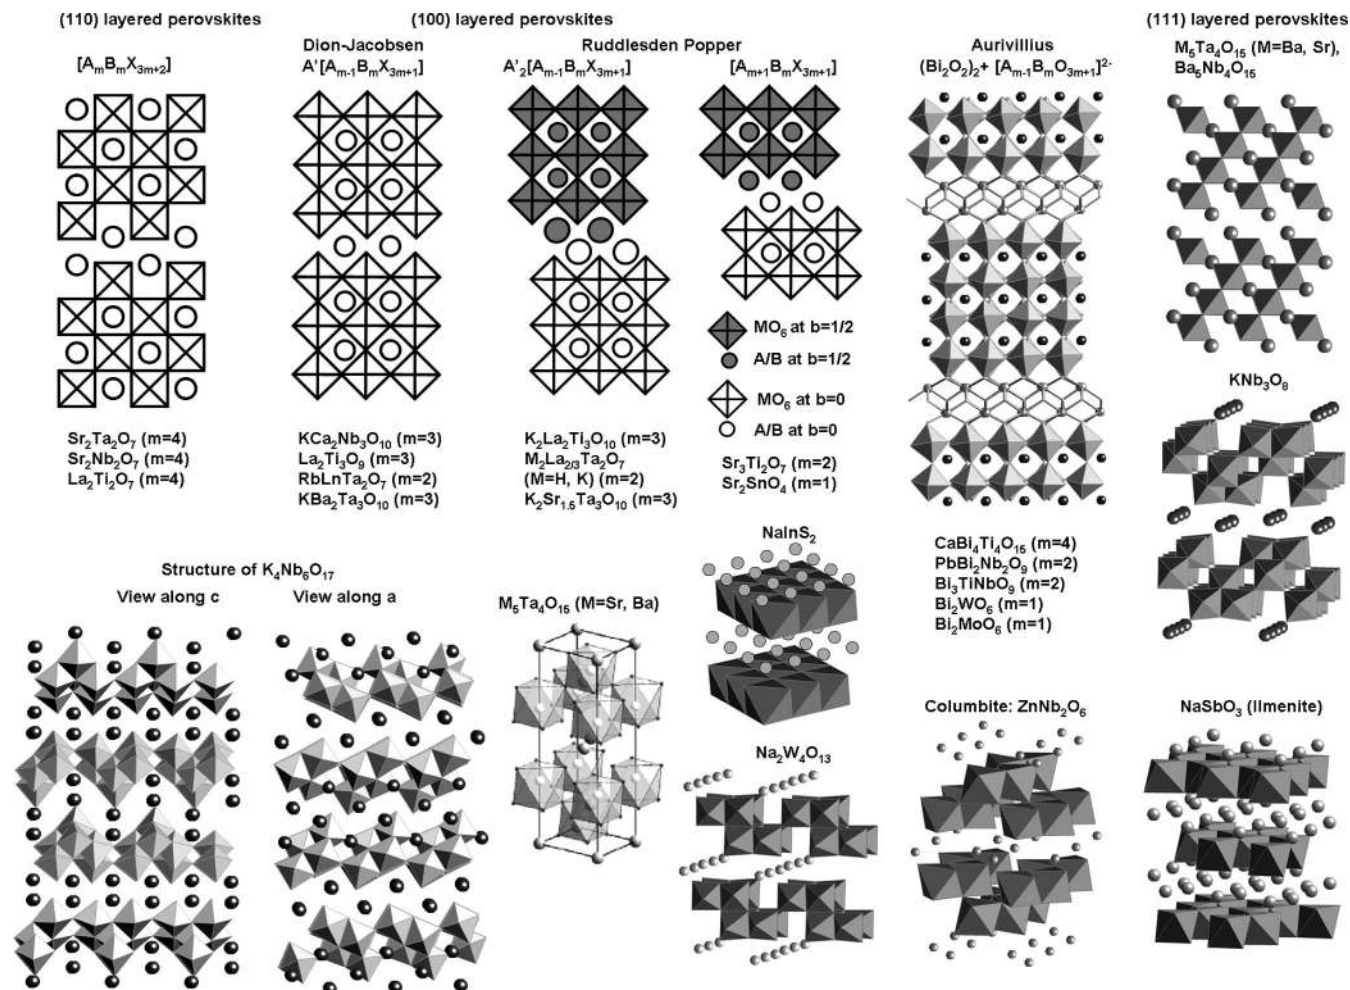 (110) layered perovskites
(100) layered perovskites
(111) layered perovskites
[AₘBₘX₃ₘ₊₂]
Dion-Jacobsen
A'[Aₘ₋₁BₘX₃ₘ₊₁]
Ruddlesden Popper
A'₂[Aₘ₋₁BₘX₃ₘ₊₁]
[Aₘ₊₁BₘX₃ₘ₊₁]
Aurivillius
(Bi₂O₂)₂+ [Aₘ₋₁BₘO₃ₘ₊₁]²⁻
M₅Ta₄O₁₅ (M=Ba, Sr),
Ba₅Nb₄O₁₅
MO₆ at b=1/2
A/B at b=1/2
MO₆ at b=0
A/B at b=0
Sr₂Ta₂O₇ (m=4)
Sr₂Nb₂O₇ (m=4)
La₂Ti₂O₇ (m=4)
KCa₂Nb₃O₁₀ (m=3)
La₂Ti₃O₉ (m=3)
RbLnTa₂O₇ (m=2)
KBa₂Ta₃O₁₀ (m=3)
K₂La₂Ti₃O₁₀ (m=3)
M₂La₂/₃Ta₂O₇
(M=H, K) (m=2)
K₂Sr₁.₅Ta₃O₁₀ (m=3)
Sr₃Ti₂O₇ (m=2)
Sr₂SnO₄ (m=1)
CaBi₄Ti₄O₁₅ (m=4)
PbBi₂Nb₂O₉ (m=2)
Bi₃TiNbO₉ (m=2)
Bi₂WO₆ (m=1)
Bi₂MoO₆ (m=1)
KNb₃O₈
Structure of K₄Nb₆O₁₇
View along c
View along a
M₅Ta₄O₁₅ (M=Sr, Ba)
NaInS₂
Na₂W₄O₁₃
Columbite: ZnNb₂O₆
NaSbO₃ (Ilmenite)